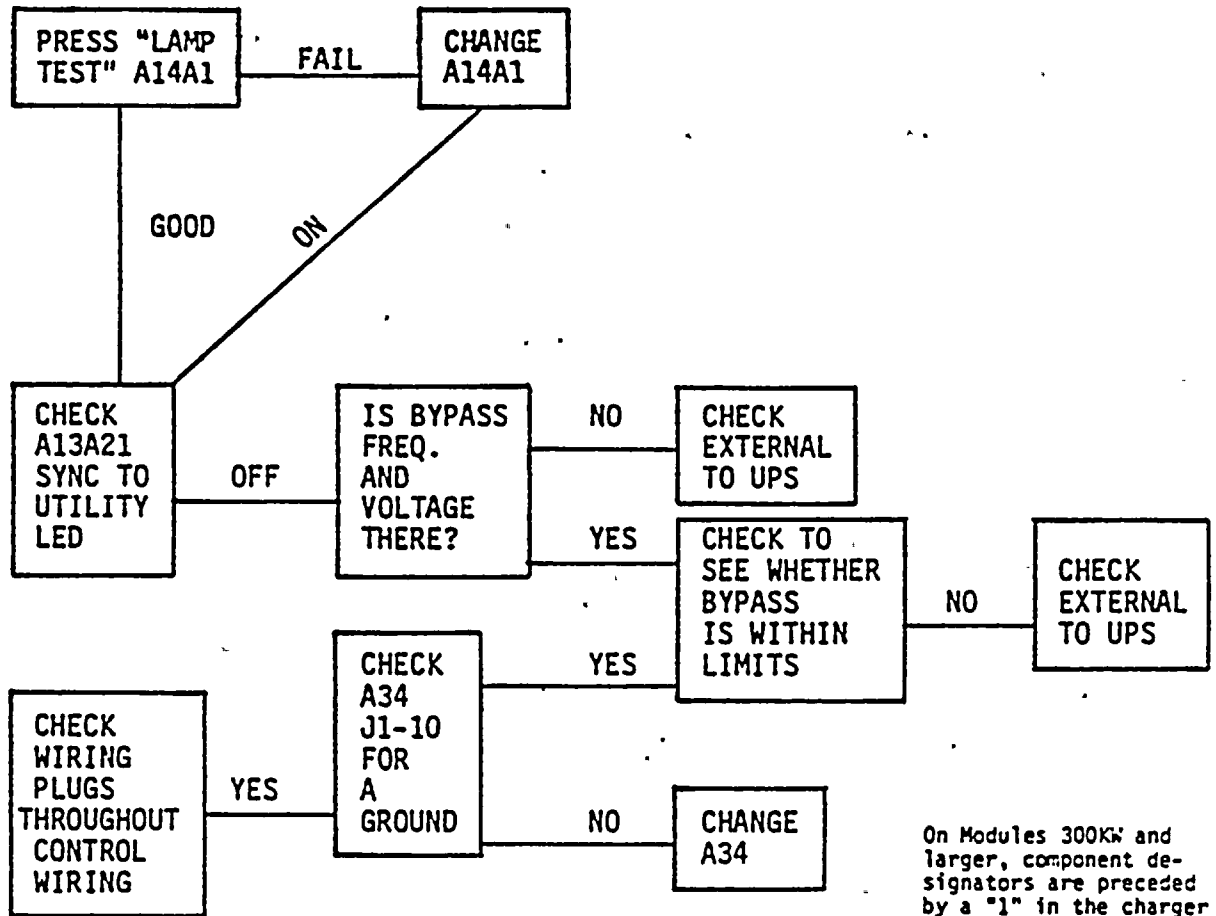 PRESS "LAMP
TEST" A14A1
FAIL
CHANGE
A14A1
GOOD
ON
CHECK
A13A21
SYNC TO
UTILITY
LED
OFF
IS BYPASS
FREQ.
AND
VOLTAGE
THERE?
NO
CHECK
EXTERNAL
TO UPS
YES
CHECK TO
SEE WHETHER
BYPASS
IS WITHIN
LIMITS
NO
CHECK
EXTERNAL
TO UPS
YES
CHECK
A34
J1-10
FOR
A
GROUND
YES
CHECK
WIRING
PLUGS
THROUGHOUT
CONTROL
WIRING
NO
CHANGE
A34
On Modules 300KW and
larger, component de-
signators are preceded
by a "1" in the charger